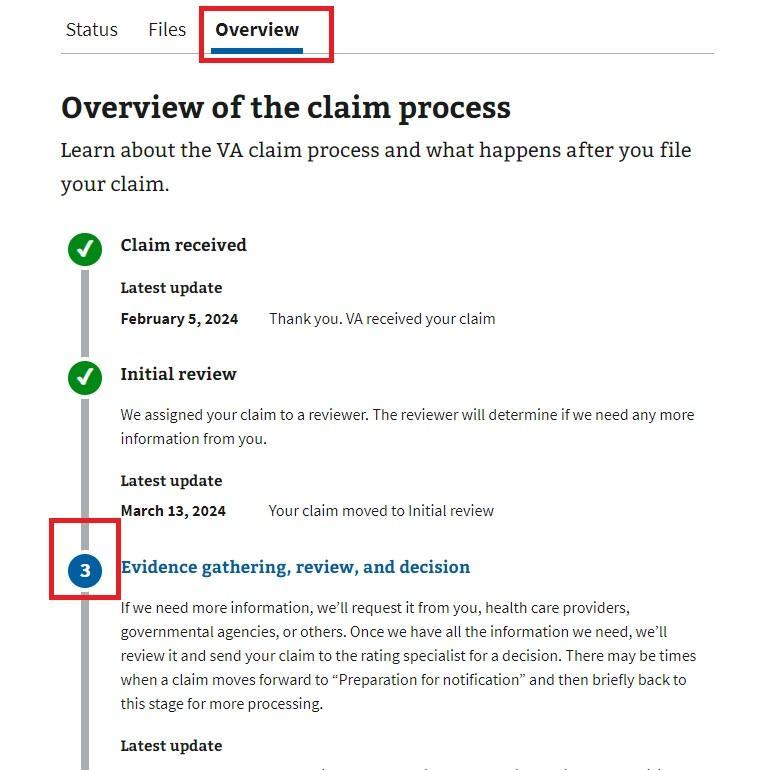 Status Files Overview
Overview of the claim process
Learn about the VA claim process and what happens after you file
your claim.
Claim received
Latest update
February 5, 2024 Thank you. VA received your claim
Initial review
We assigned your claim to a reviewer. The reviewer will determine if we need any more
information from you.
Latest update
March 13, 2024 Your claim moved to Initial review
3 Evidence gathering, review, and decision
If we need more information, we’ll request it from you, health care providers,
governmental agencies, or others. Once we have all the information we need, we’ll
review it and send your claim to the rating specialist for a decision. There may be times
when a claim moves forward to “Preparation for notification” and then briefly back to
this stage for more processing.
Latest update